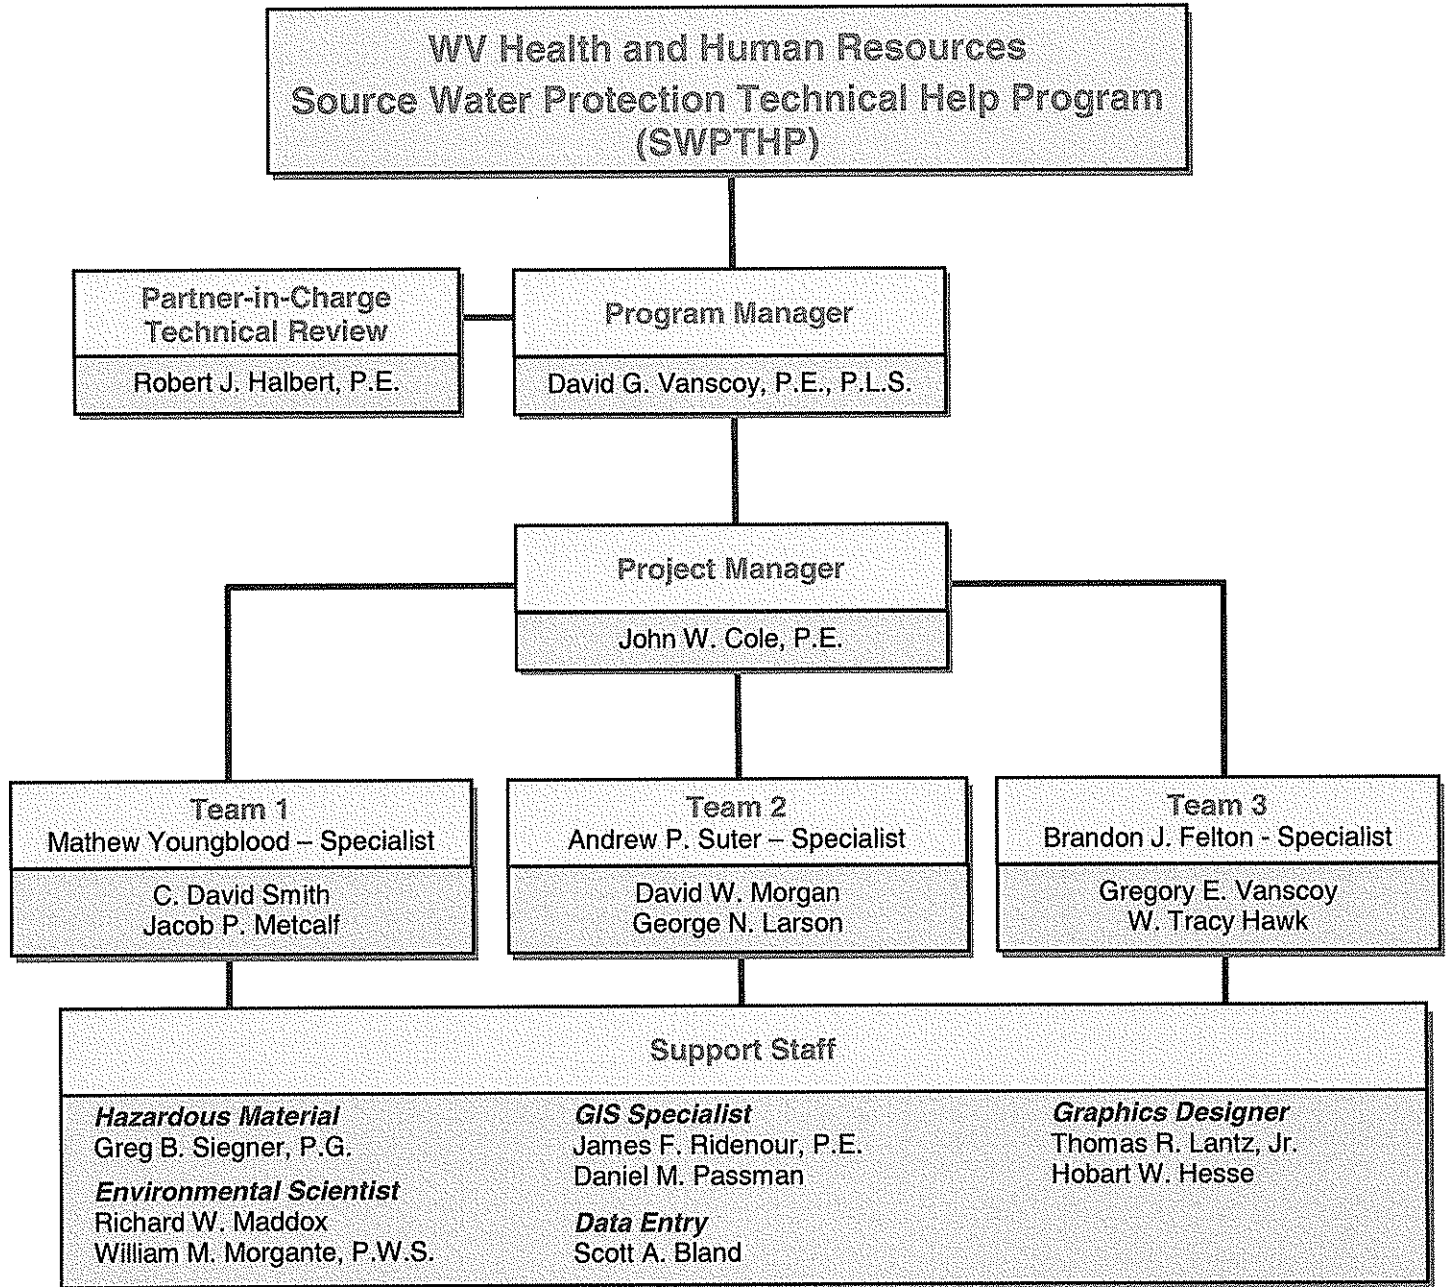 WV Health and Human Resources
Source Water Protection Technical Help Program
(SWPTHP)
Partner-in-Charge
Technical Review
Robert J. Halbert, P.E.
Program Manager
David G. Vanscoy, P.E., P.L.S.
Project Manager
John W. Cole, P.E.
Team 1
Mathew Youngblood – Specialist
C. David Smith
Jacob P. Metcalf
Team 2
Andrew P. Suter – Specialist
David W. Morgan
George N. Larson
Team 3
Brandon J. Felton - Specialist
Gregory E. Vanscoy
W. Tracy Hawk
Support Staff
Hazardous Material
Greg B. Siegner, P.G.
Environmental Scientist
Richard W. Maddox
William M. Morgante, P.W.S.
GIS Specialist
James F. Ridenour, P.E.
Daniel M. Passman
Data Entry
Scott A. Bland
Graphics Designer
Thomas R. Lantz, Jr.
Hobart W. Hesse